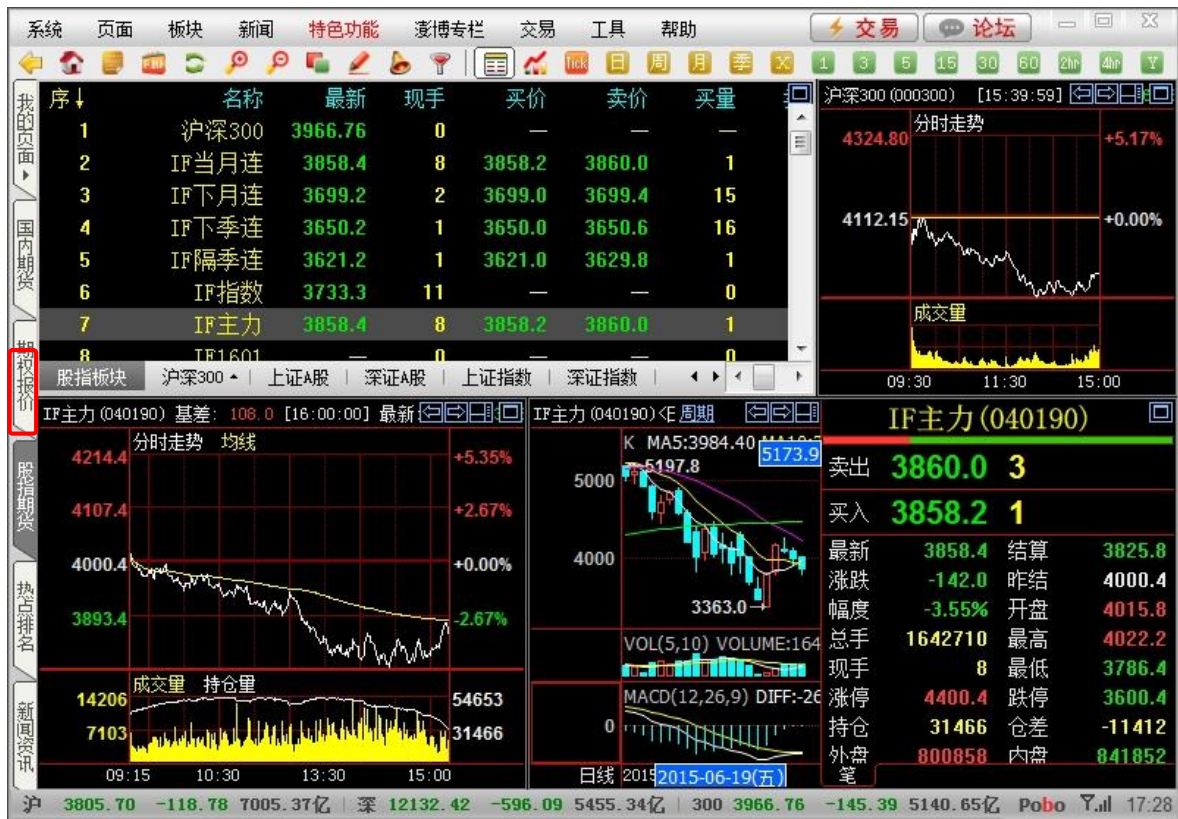 系统 页面 板块 新闻 特色功能 澎博专栏 交易 工具 帮助 交易 论坛
Tick 日 周 月 季 X 1 3 5 15 30 60 2hr 4hr Y
我的页面
国内期货
期权报价
股指期货
热点排名
新闻资讯
序↓ 名称 最新 现手 买价 卖价 买量
1 沪深300 3966.76 0 — — —
2 IF当月连 3858.4 8 3858.2 3860.0 1
3 IF下月连 3699.2 2 3699.0 3699.4 15
4 IF下季连 3650.2 1 3650.0 3650.6 16
5 IF隔季连 3621.2 1 3621.0 3629.8 1
6 IF指数 3733.3 11 — — 0
7 IF主力 3858.4 8 3858.2 3860.0 1
8 IF1601 — 0 — — 0
股指板块 沪深300 上证A股 深证A股 上证指数 深证指数
沪深300 (000300) [15:39:59]
分时走势
4324.80 +5.17%
4112.15 +0.00%
成交量
09:30 11:30 15:00
IF主力 (040190) 基差: 108.0 [16:00:00] 最新
分时走势 均线
4214.4 +5.35%
4107.4 +2.67%
4000.4 +0.00%
3893.4 -2.67%
成交量 持仓量
14206 54653
7103 31466
09:15 10:30 13:30 15:00
IF主力 (040190) 周期
K MA5:3984.40
5173.9
5197.8
5000
4000
3363.0
VOL(5,10) VOLUME:164
MACD(12,26,9) DIFF:-26
0
日线 2015 2015-06-19(五)
IF主力 (040190)
卖出 3860.0 3
买入 3858.2 1
最新 3858.4 结算 3825.8
涨跌 -142.0 昨结 4000.4
幅度 -3.55% 开盘 4015.8
总手 1642710 最高 4022.2
现手 8 最低 3786.4
涨停 4400.4 跌停 3600.4
持仓 31466 仓差 -11412
外盘 800858 内盘 841852
笔
沪 3805.70 -118.78 7005.37亿 深 12132.42 -596.09 5455.34亿 300 3966.76 -145.39 5140.65亿 Pobo 17:28